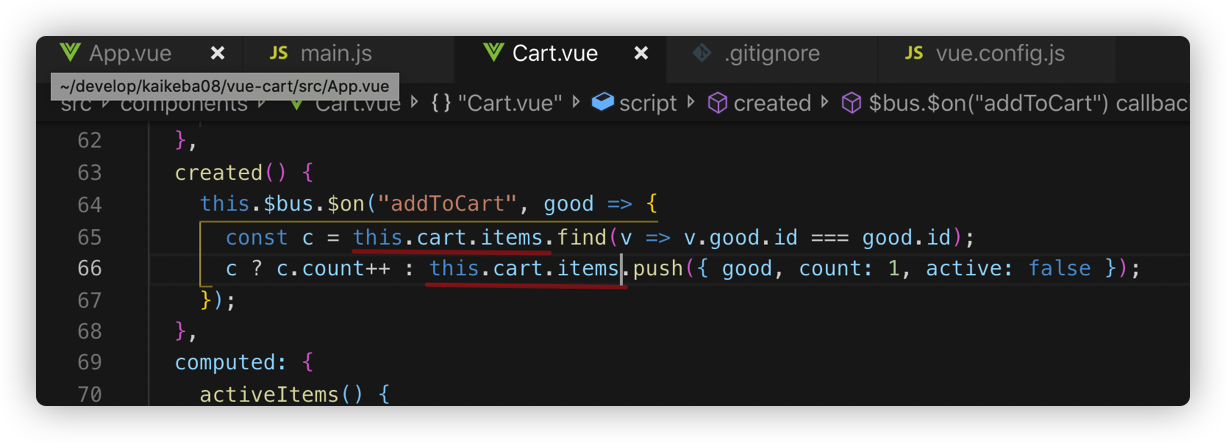 App.vue × JS main.js Cart.vue × .gitignore JS vue.config.js
~/develop/kaikeba08/vue-cart/src/App.vue
src components Cart.vue {} "Cart.vue" script created $bus.$on("addToCart") callbac
62 },
63 created() {
64 this.$bus.$on("addToCart", good => {
65 const c = this.cart.items.find(v => v.good.id === good.id);
66 c ? c.count++ : this.cart.items.push({ good, count: 1, active: false });
67 });
68 },
69 computed: {
70 activeItems() {